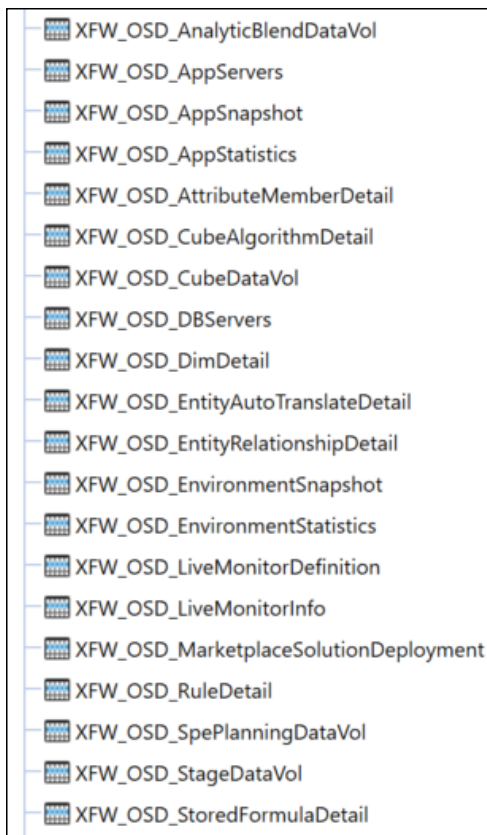 XFW_OSD_AnalyticBlendDataVol
XFW_OSD_AppServers
XFW_OSD_AppSnapshot
XFW_OSD_AppStatistics
XFW_OSD_AttributeMemberDetail
XFW_OSD_CubeAlgorithmDetail
XFW_OSD_CubeDataVol
XFW_OSD_DBServers
XFW_OSD_DimDetail
XFW_OSD_EntityAutoTranslateDetail
XFW_OSD_EntityRelationshipDetail
XFW_OSD_EnvironmentSnapshot
XFW_OSD_EnvironmentStatistics
XFW_OSD_LiveMonitorDefinition
XFW_OSD_LiveMonitorInfo
XFW_OSD_MarketplaceSolutionDeployment
XFW_OSD_RuleDetail
XFW_OSD_SpePlanningDataVol
XFW_OSD_StageDataVol
XFW_OSD_StoredFormulaDetail